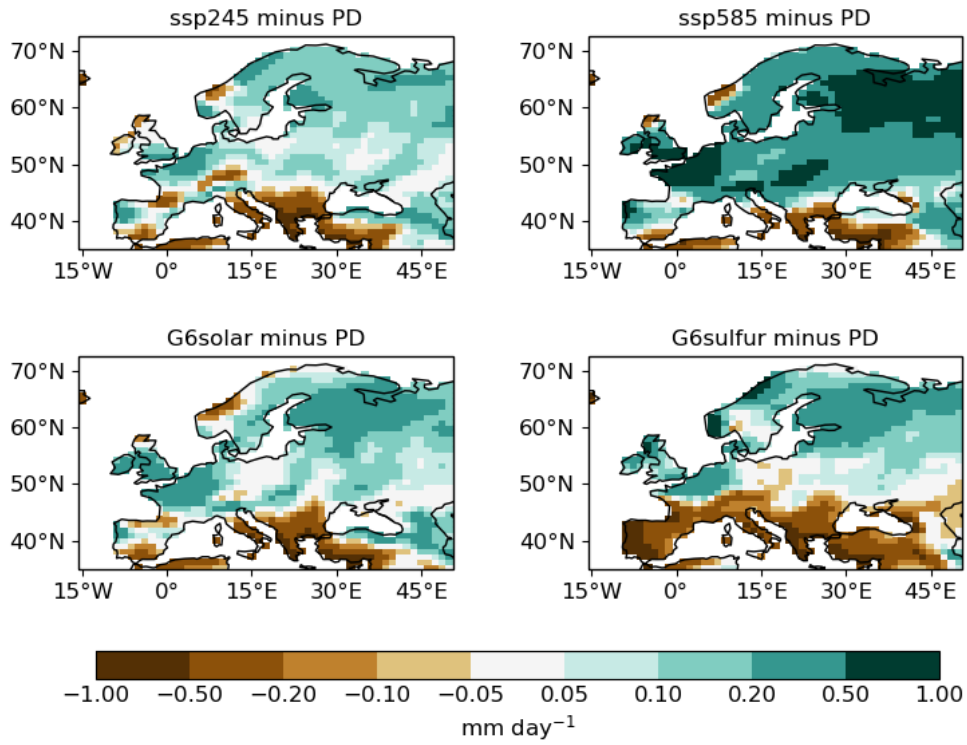 ssp245 minus PD
ssp585 minus PD
70°N
60°N
50°N
40°N
15°W 0° 15°E 30°E 45°E
70°N
60°N
50°N
40°N
15°W 0° 15°E 30°E 45°E
G6solar minus PD
G6sulfur minus PD
70°N
60°N
50°N
40°N
15°W 0° 15°E 30°E 45°E
70°N
60°N
50°N
40°N
15°W 0° 15°E 30°E 45°E
−1.00 −0.50 −0.20 −0.10 −0.05 0.05 0.10 0.20 0.50 1.00
mm day⁻¹